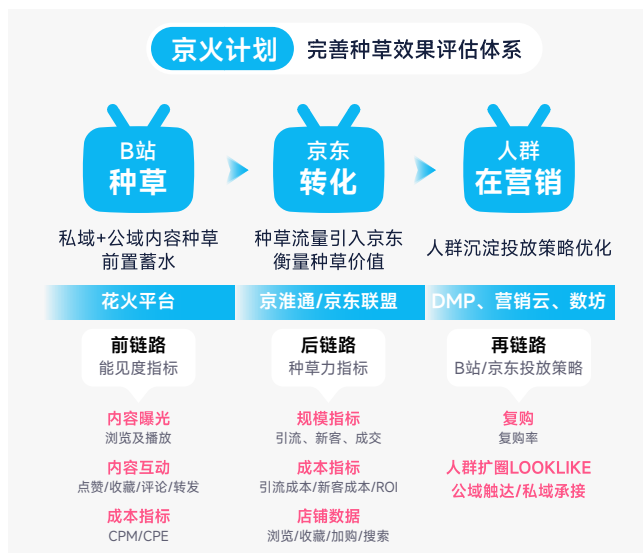 京火计划 完善种草效果评估体系
B站
种草
京东
转化
人群
在营销
私域+公域内容种草
前置蓄水
种草流量引入京东
衡量种草价值
人群沉淀投放策略优化
花火平台
京准通/京东联盟
DMP、营销云、数坊
前链路
能见度指标
后链路
种草力指标
再链路
B站/京东投放策略
内容曝光
浏览及播放
内容互动
点赞/收藏/评论/转发
成本指标
CPM/CPE
规模指标
引流、新客、成交
成本指标
引流成本/新客成本/ROI
店铺数据
浏览/收藏/加购/搜索
复购
复购率
人群扩圈LOOKLIKE
公域触达/私域承接